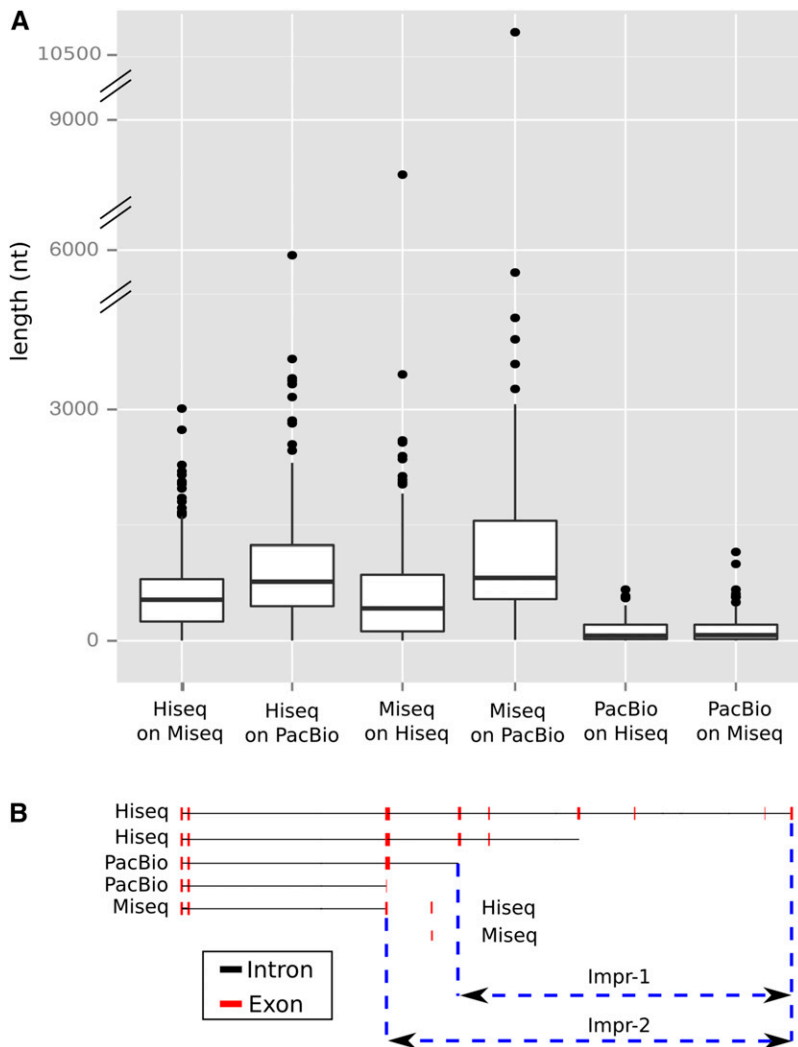 A
10500
9000
6000
3000
0
length (nt)
Hiseq
on Miseq
Hiseq
on PacBio
Miseq
on Hiseq
Miseq
on PacBio
PacBio
on Hiseq
PacBio
on Miseq
B
Hiseq
Hiseq
PacBio
PacBio
Miseq
Hiseq
Miseq
Intron
Exon
Impr-1
Impr-2